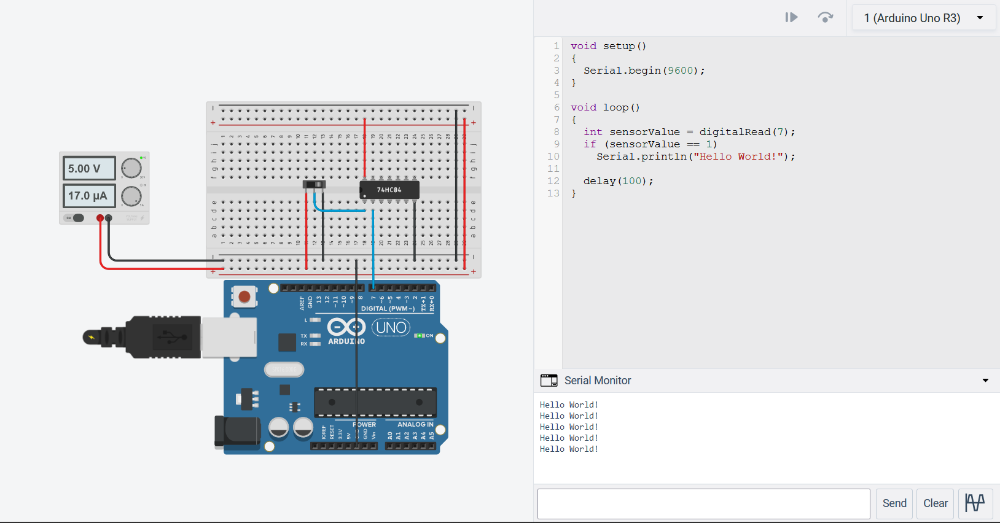 1 (Arduino Uno R3)
1 void setup()
2 {
3 Serial.begin(9600);
4 }
5
6 void loop()
7 {
8 int sensorValue = digitalRead(7);
9 if (sensorValue == 1)
10 Serial.println("Hello World!");
11
12 delay(100);
13 }
Serial Monitor
Hello World!
Hello World!
Hello World!
Hello World!
Hello World!
Send
Clear
5.00 V
17.0 µA
ON
74HC04
j
i
h
g
f
e
d
c
b
a
AREF
GND
13
12
~11
~10
~9
8
7
~6
~5
4
~3
2
TX→1
RX←0
DIGITAL (PWM~)
L
TX
RX
ARDUINO
UNO
ON
POWER
ANALOG IN
IOREF
RESET
3.3V
5V
GND
Vin
A0
A1
A2
A3
A4
A5